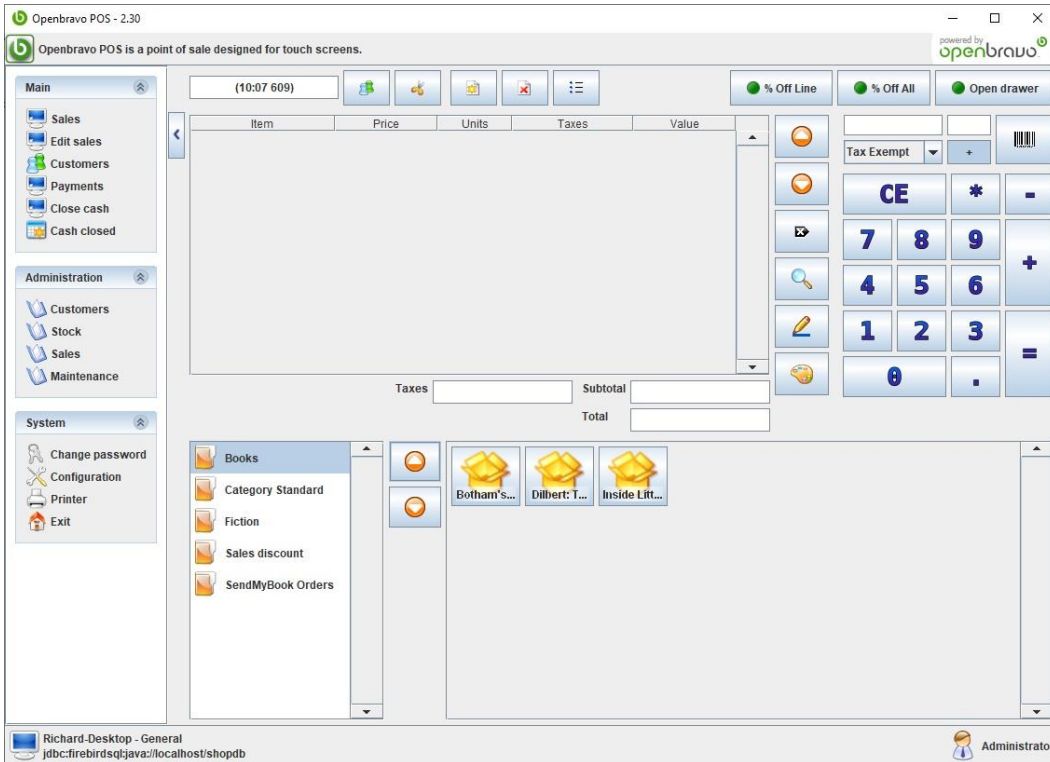 Openbravo POS - 2.30
Openbravo POS is a point of sale designed for touch screens.
powered by
openbravo
Main
Sales
Edit sales
Customers
Payments
Close cash
Cash closed
Administration
Customers
Stock
Sales
Maintenance
System
Change password
Configuration
Printer
Exit
(10:07 609)
% Off Line
% Off All
Open drawer
Item Price Units Taxes Value
Tax Exempt
+
CE * -
7 8 9 +
4 5 6
1 2 3 =
0 .
Taxes
Subtotal
Total
Books
Category Standard
Fiction
Sales discount
SendMyBook Orders
Botham's... Dilbert: T... Inside Litt...
Richard-Desktop - General
jdbc:firebirdsql:java://localhost/shopdb
Administrato